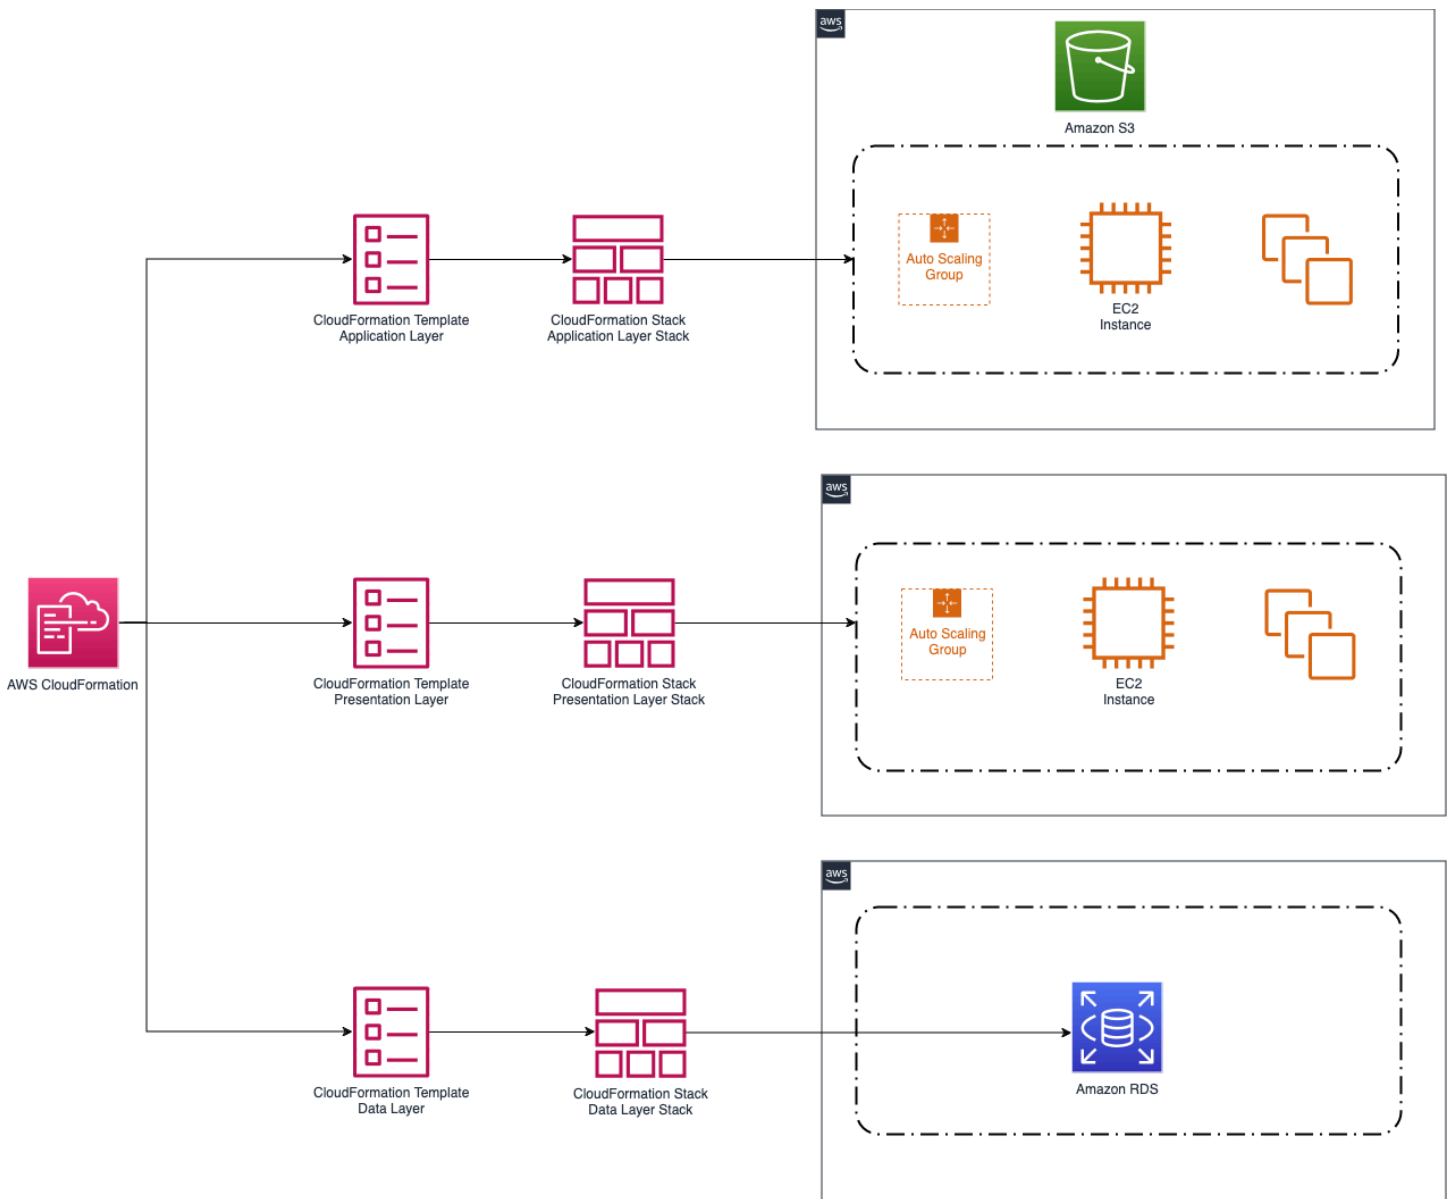 aws
Amazon S3
Auto Scaling
Group
EC2
Instance
CloudFormation Template
Application Layer
CloudFormation Stack
Application Layer Stack
aws
Auto Scaling
Group
EC2
Instance
AWS CloudFormation
CloudFormation Template
Presentation Layer
CloudFormation Stack
Presentation Layer Stack
aws
Amazon RDS
CloudFormation Template
Data Layer
CloudFormation Stack
Data Layer Stack